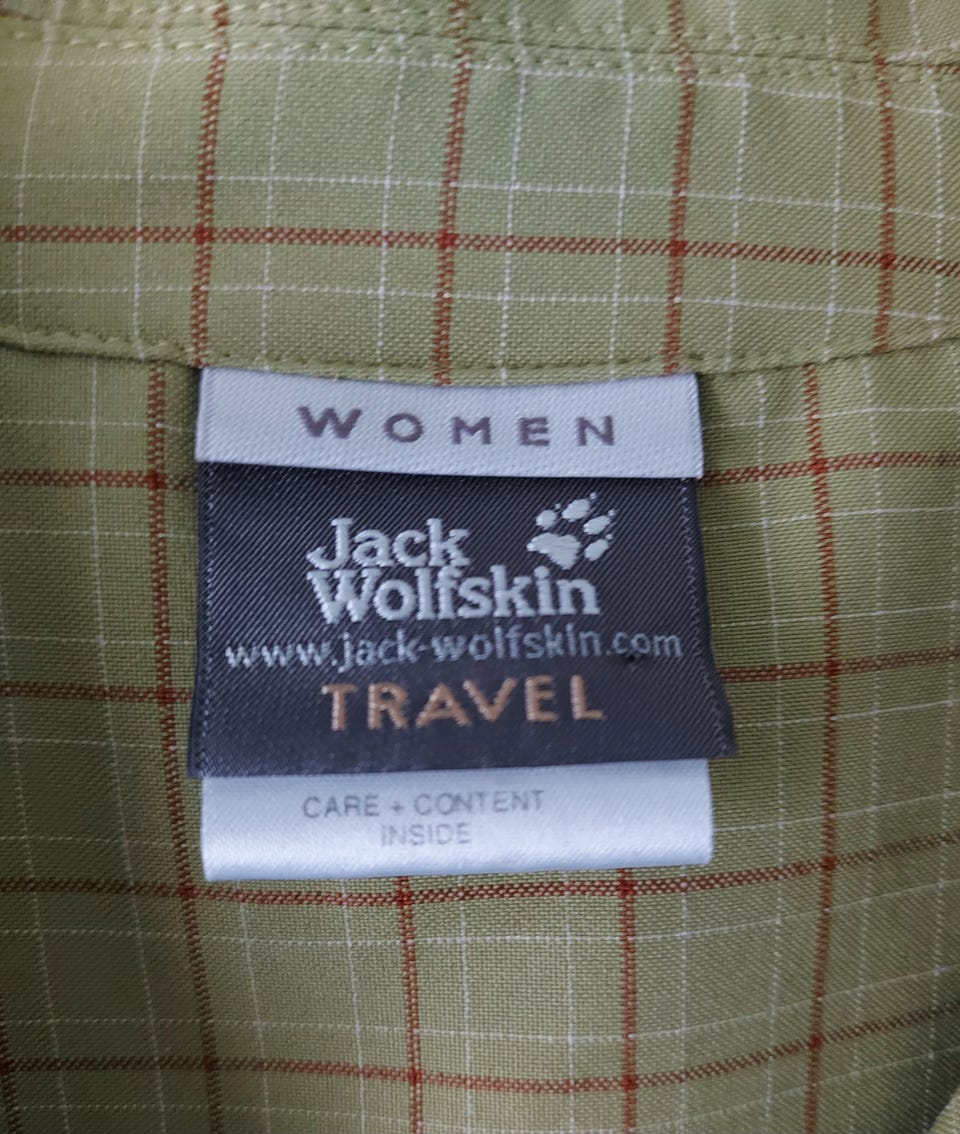 WOMEN
Jack
Wolfskin
www.jack-wolfskin.com
TRAVEL
CARE + CONTENT
INSIDE